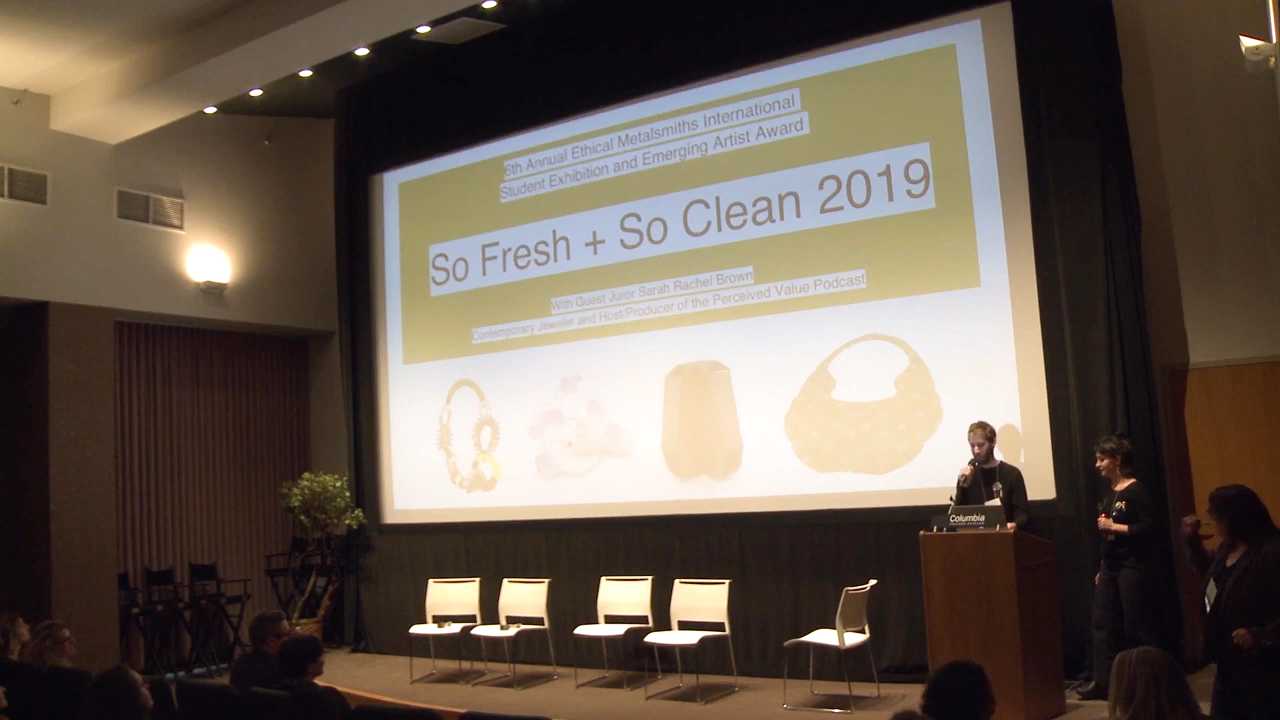 6th Annual Ethical Metalsmiths International
Student Exhibition and Emerging Artist Award
So Fresh + So Clean 2019
With Guest Juror Sarah Rachel Brown
Contemporary Jeweler and Host/Producer of the Perceived Value Podcast
Columbia